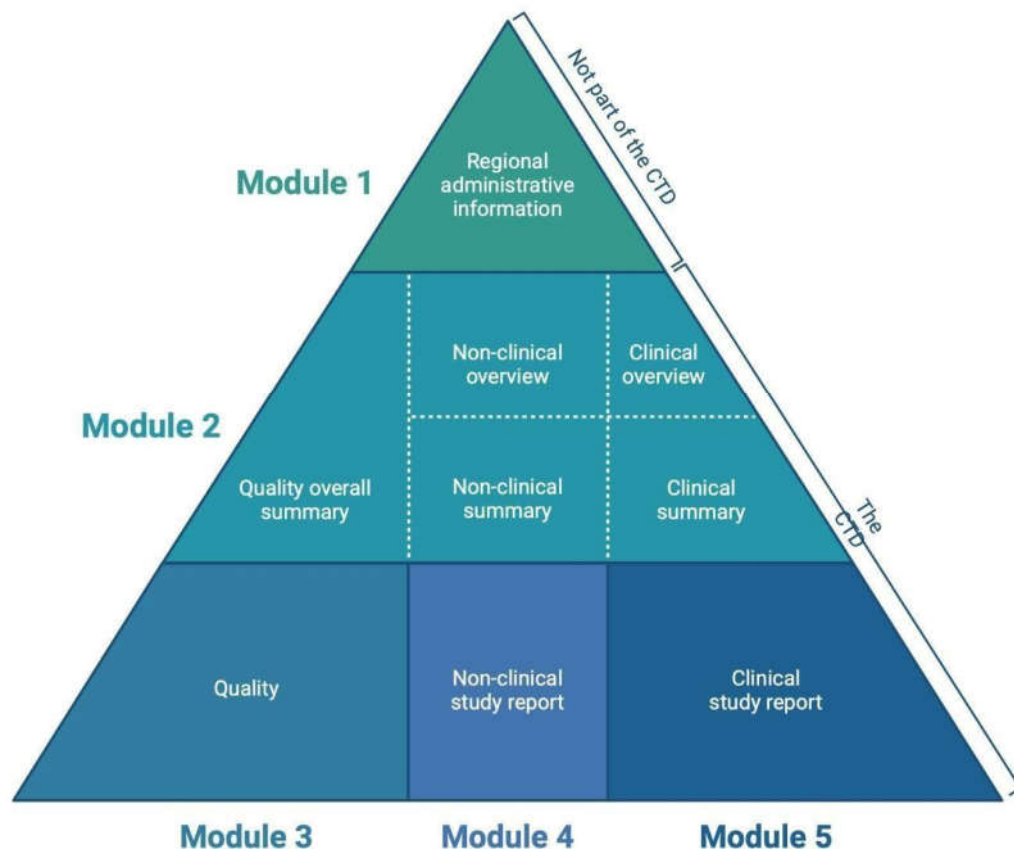 Not part of the CTD
Module 1
Regional
administrative
information
Module 2
Non-clinical
overview
Clinical
overview
Quality overall
summary
Non-clinical
summary
Clinical
summary
The
CTD
Quality
Non-clinical
study report
Clinical
study report
Module 3
Module 4
Module 5